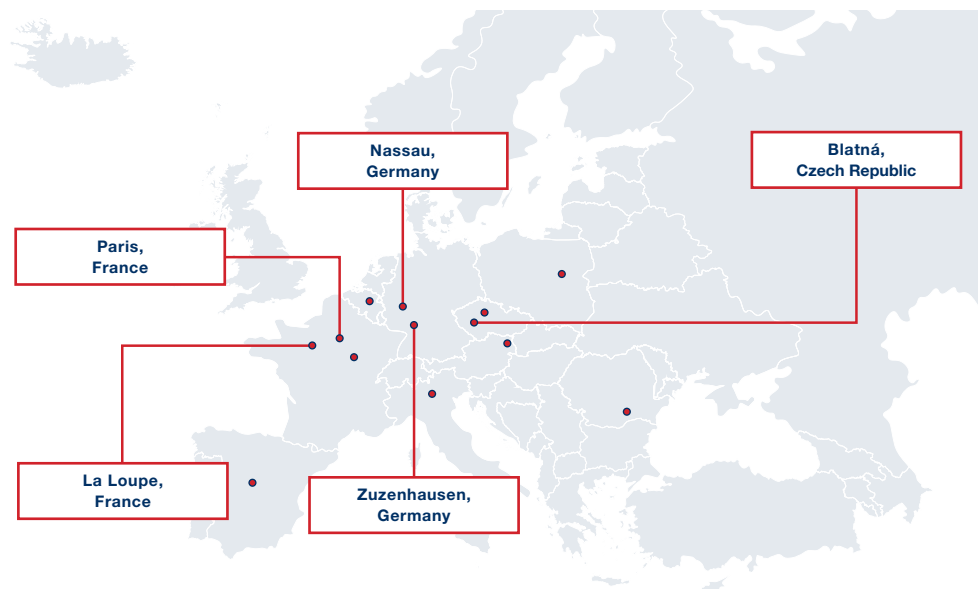 Nassau,
Germany
Blatná,
Czech Republic
Paris,
France
La Loupe,
France
Zuzenhausen,
Germany